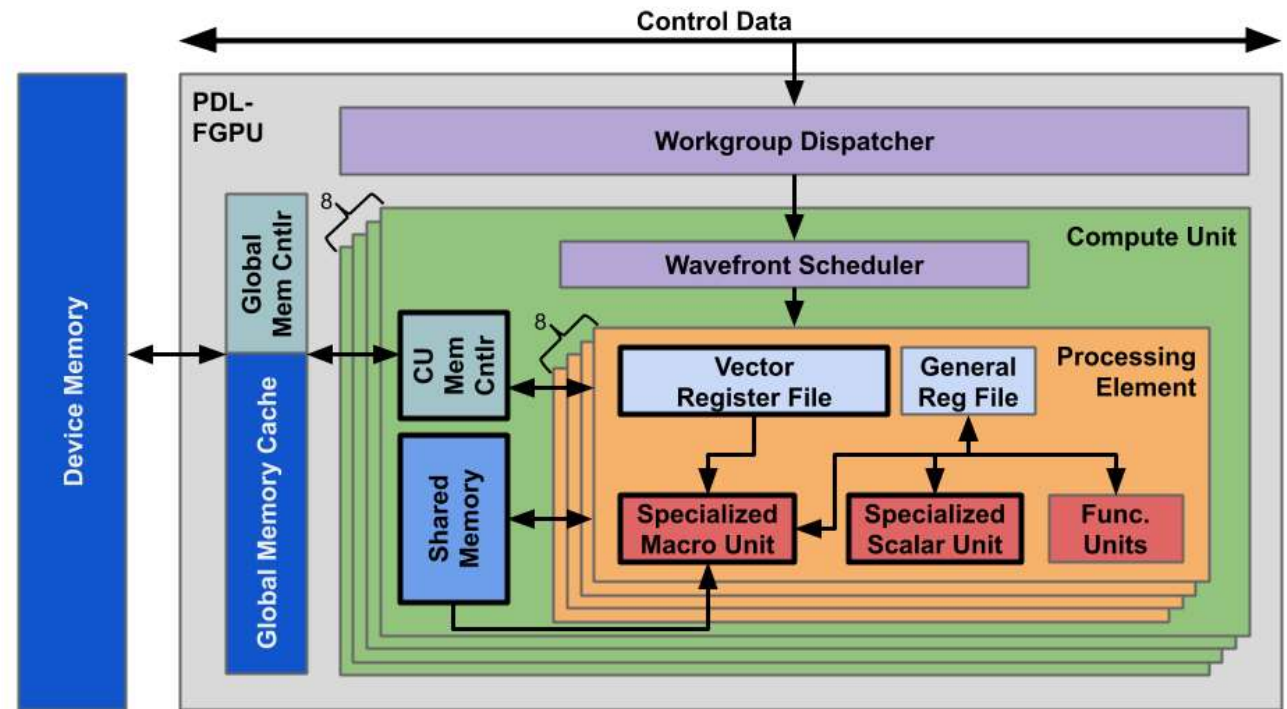 Control Data
PDL-
FGPU
Workgroup Dispatcher
8
Compute Unit
Wavefront Scheduler
Global
Mem Cntlr
CU
Mem
Cntlr
8
Vector
Register File
General
Reg File
Processing
Element
Device Memory
Global Memory Cache
Shared
Memory
Specialized
Macro Unit
Specialized
Scalar Unit
Func.
Units